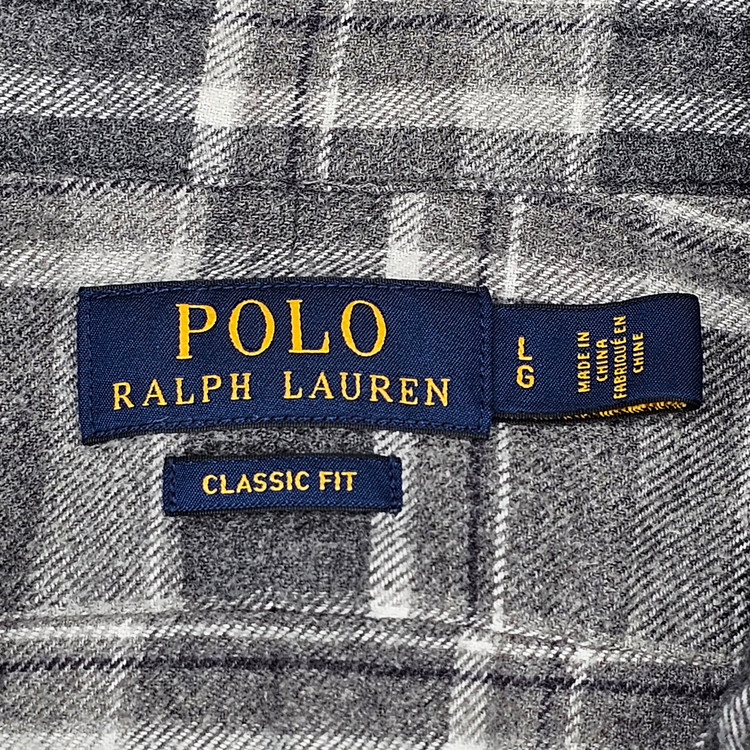 POLO
RALPH LAUREN
L
G
MADE IN
CHINA
FABRIQUÉ EN
CHINE
CLASSIC FIT